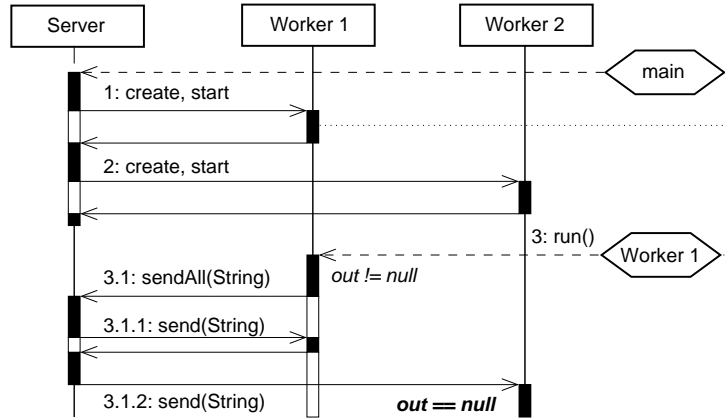 Server
Worker 1
Worker 2
main
1: create, start
2: create, start
3: run()
Worker 1
3.1: sendAll(String)
out != null
3.1.1: send(String)
3.1.2: send(String)
out == null